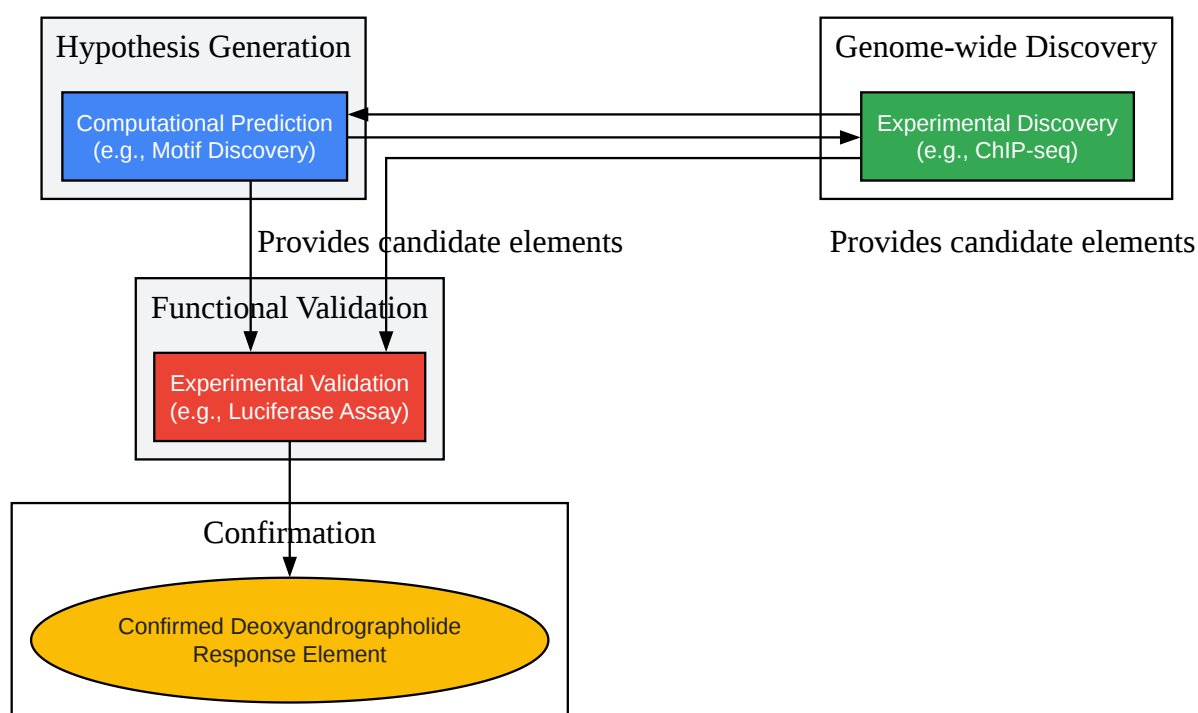 Hypothesis Generation
Genome-wide Discovery
Computational Prediction
(e.g., Motif Discovery)
Experimental Discovery
(e.g., ChIP-seq)
Provides candidate elements
Provides candidate elements
Functional Validation
Experimental Validation
(e.g., Luciferase Assay)
Confirmation
Confirmed Deoxyandrographolide
Response Element